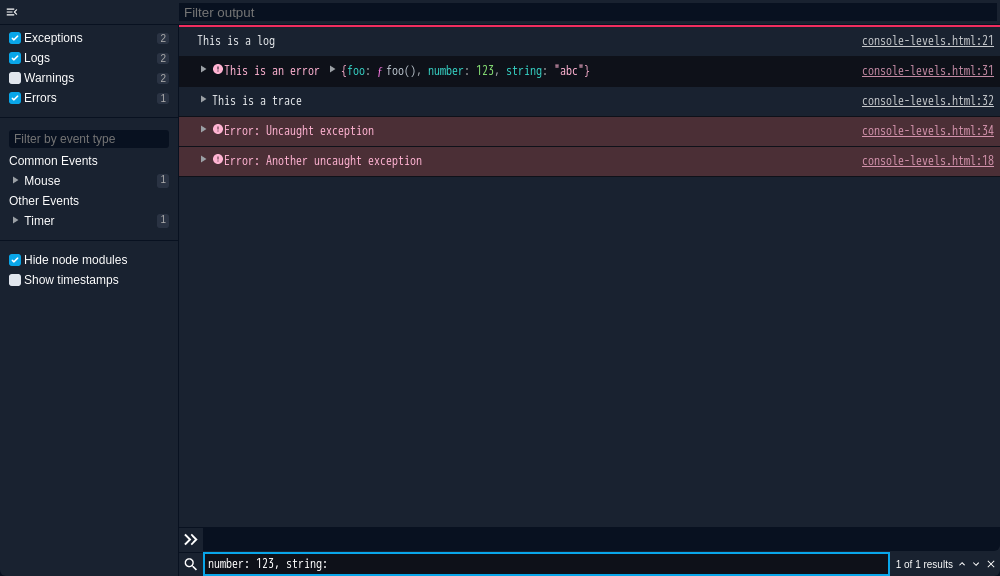 Filter output
Exceptions 2
Logs 2
Warnings 2
Errors 1
Filter by event type
Common Events
Mouse 1
Other Events
Timer 1
Hide node modules
Show timestamps
This is a log console-levels.html:21
This is an error {foo: ƒ foo(), number: 123, string: "abc"} console-levels.html:31
This is a trace console-levels.html:32
Error: Uncaught exception console-levels.html:34
Error: Another uncaught exception console-levels.html:18
number: 123, string: 1 of 1 results